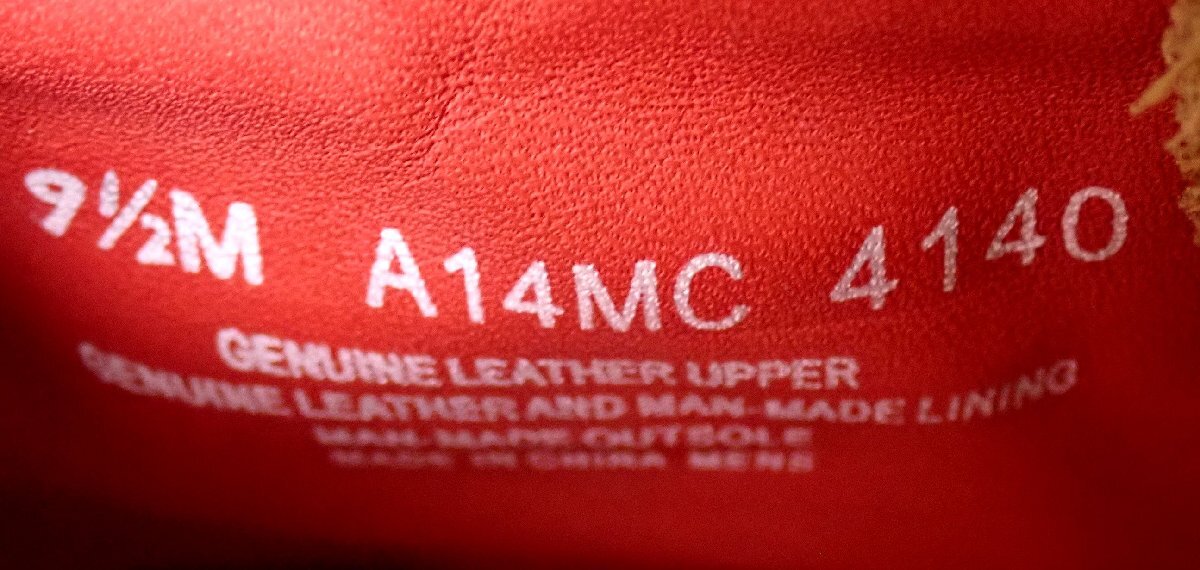 9½M A14MC 4140
GENUINE LEATHER UPPER
GENUINE LEATHER AND MAN-MADE LINING
MAN-MADE OUTSOLE
MADE IN CHINA MENS